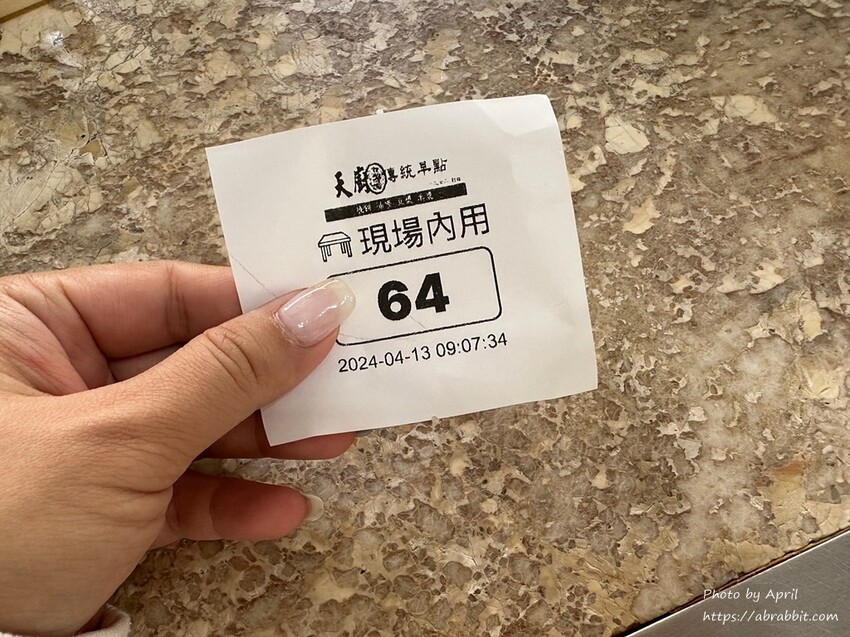 天廚傳統早點
現場內用
64
2024-04-13 09:07:34
Photo by April
https://abrabbit.com